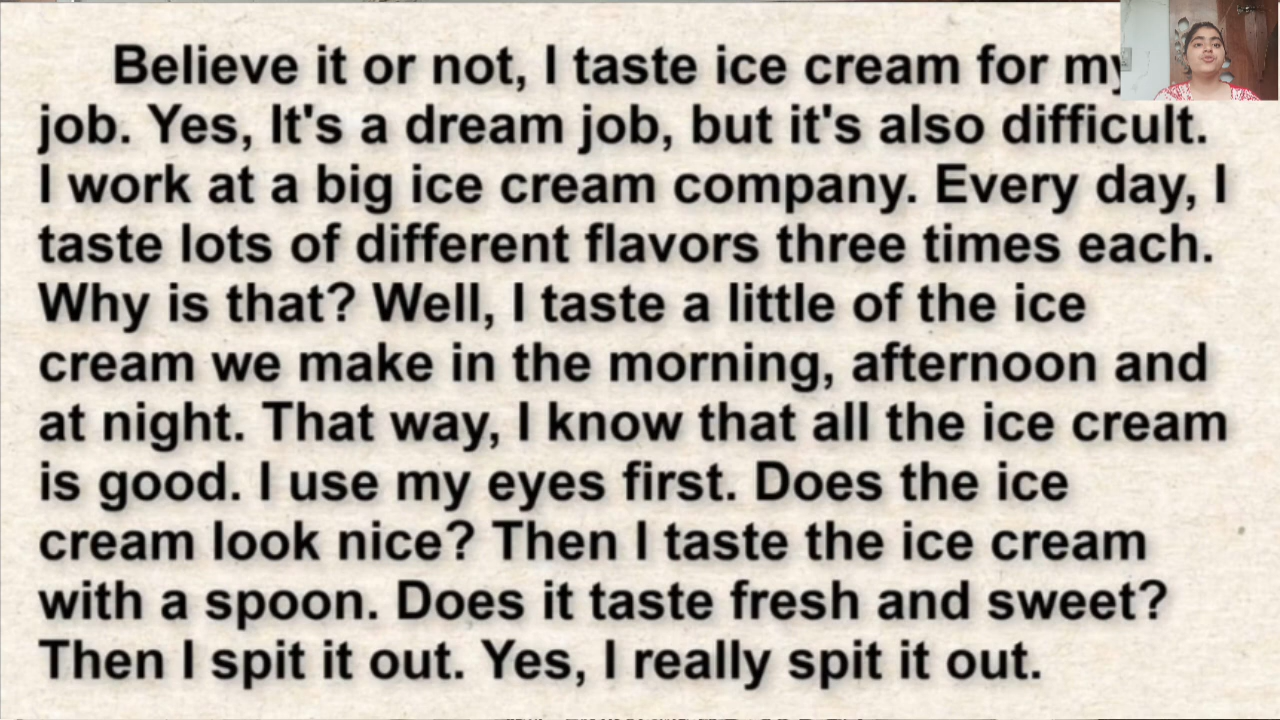 Believe it or not, I taste ice cream for my
job. Yes, It's a dream job, but it's also difficult.
I work at a big ice cream company. Every day, I
taste lots of different flavors three times each.
Why is that? Well, I taste a little of the ice
cream we make in the morning, afternoon and
at night. That way, I know that all the ice cream
is good. I use my eyes first. Does the ice
cream look nice? Then I taste the ice cream
with a spoon. Does it taste fresh and sweet?
Then I spit it out. Yes, I really spit it out.